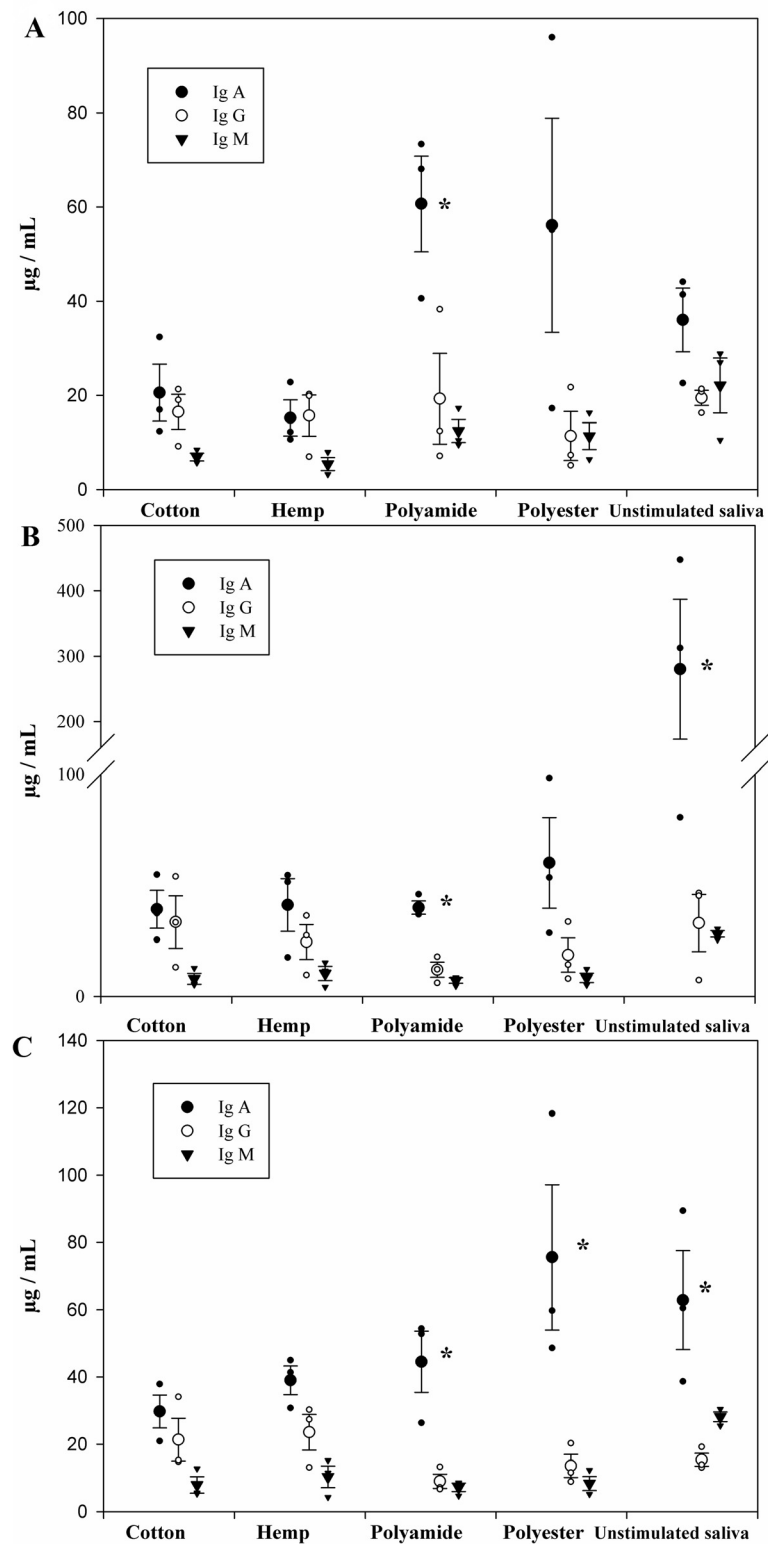 A
100
80
60
40
20
0
µg / mL
Ig A
Ig G
Ig M
*
Cotton Hemp Polyamide Polyester Unstimulated saliva
B
500
400
300
200
100
0
µg / mL
Ig A
Ig G
Ig M
*
*
Cotton Hemp Polyamide Polyester Unstimulated saliva
C
140
120
100
80
60
40
20
0
µg / mL
Ig A
Ig G
Ig M
*
*
*
Cotton Hemp Polyamide Polyester Unstimulated saliva